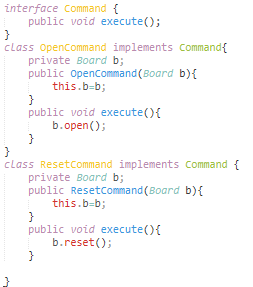 interface Command {
    public void execute();
}
class OpenCommand implements Command{
    private Board b;
    public OpenCommand(Board b){
        this.b=b;
    }
    public void execute(){
        b.open();
    }
}
class ResetCommand implements Command {
    private Board b;
    public ResetCommand(Board b){
        this.b=b;
    }
    public void execute(){
        b.reset();
    }

}